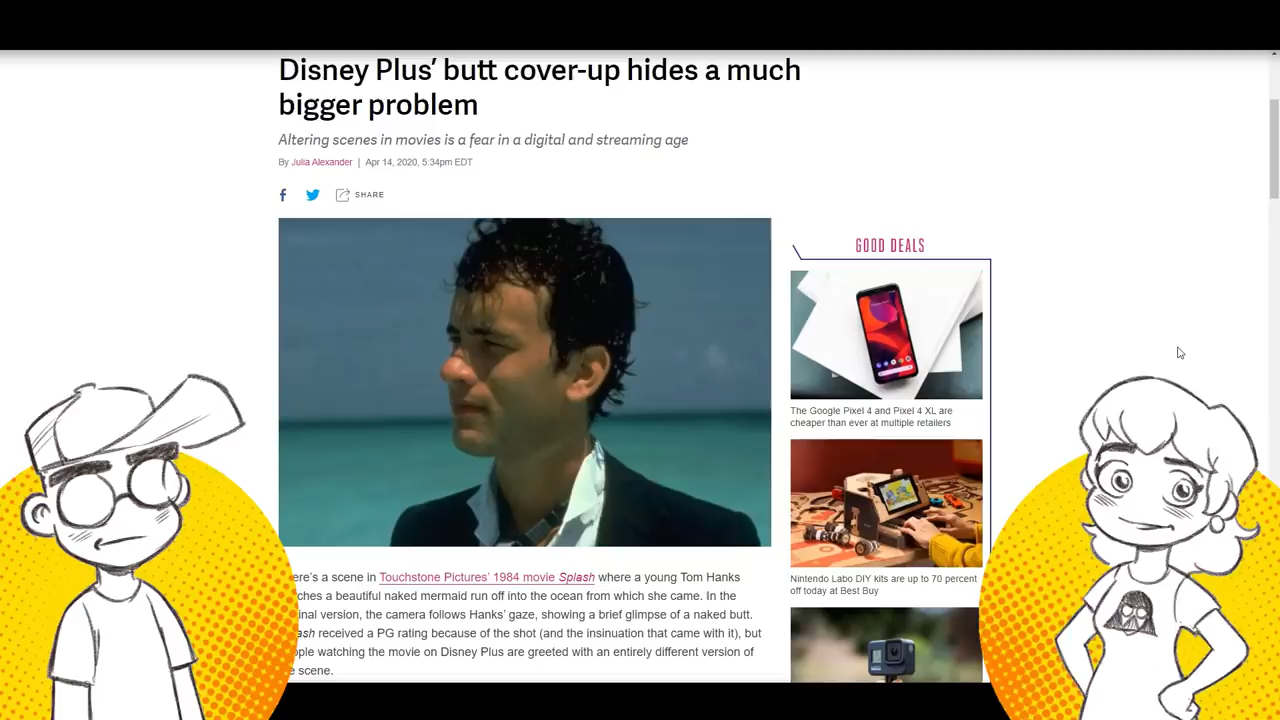 Disney Plus' butt cover-up hides a much
bigger problem
Altering scenes in movies is a fear in a digital and streaming age
By Julia Alexander | Apr 14, 2020, 5:34pm EDT
SHARE
GOOD DEALS
The Google Pixel 4 and Pixel 4 XL are
cheaper than ever at multiple retailers
Nintendo Labo DIY kits are up to 70 percent
off today at Best Buy
ere's a scene in Touchstone Pictures' 1984 movie Splash where a young Tom Hanks
ches a beautiful naked mermaid run off into the ocean from which she came. In the
inal version, the camera follows Hanks' gaze, showing a brief glimpse of a naked butt.
ash received a PG rating because of the shot (and the insinuation that came with it), but
ople watching the movie on Disney Plus are greeted with an entirely different version of
e scene.